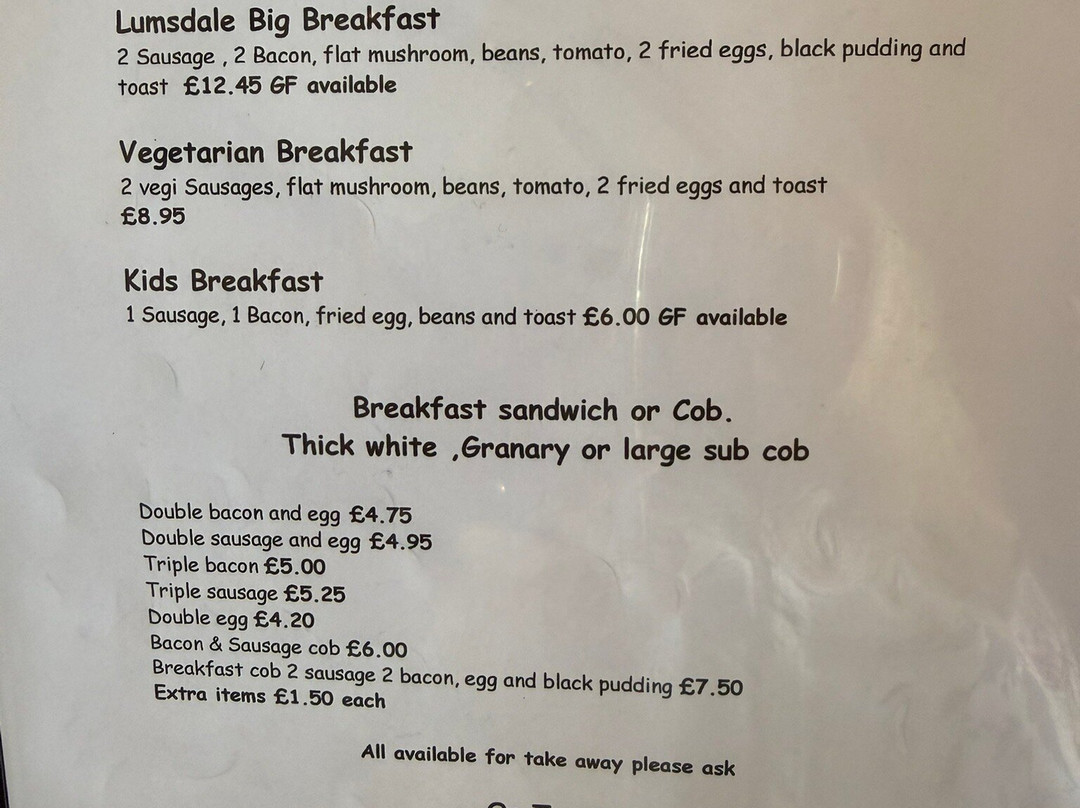 Lumsdale Big Breakfast
2 Sausage , 2 Bacon, flat mushroom, beans, tomato, 2 fried eggs, black pudding and
toast £12.45 GF available
Vegetarian Breakfast
2 vegi Sausages, flat mushroom, beans, tomato, 2 fried eggs and toast
£8.95
Kids Breakfast
1 Sausage, 1 Bacon, fried egg, beans and toast £6.00 GF available
Breakfast sandwich or Cob.
Thick white ,Granary or large sub cob
Double bacon and egg £4.75
Double sausage and egg £4.95
Triple bacon £5.00
Triple sausage £5.25
Double egg £4.20
Bacon & Sausage cob £6.00
Breakfast cob 2 sausage 2 bacon, egg and black pudding £7.50
Extra items £1.50 each
All available for take away please ask